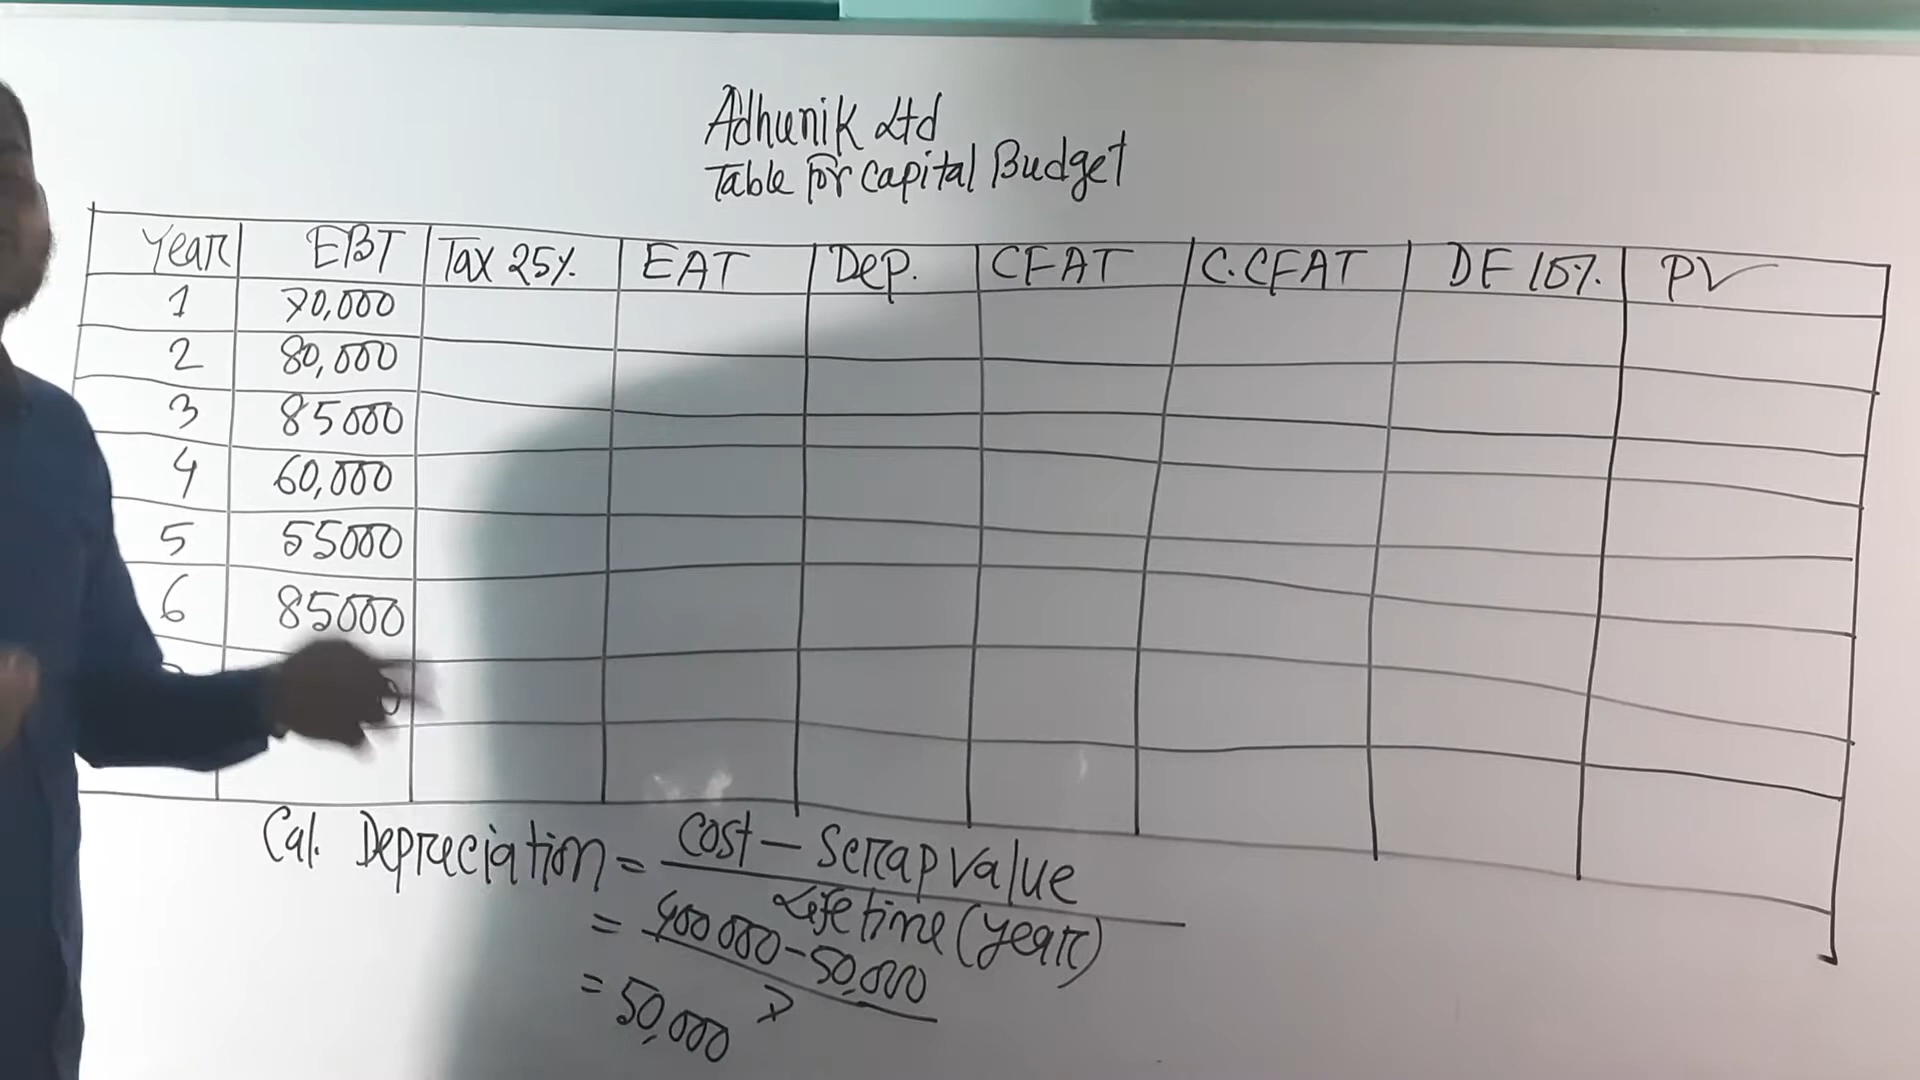 Adhunik Ltd
Table for Capital Budget
Year EBT Tax 25% EAT Dep. CFAT C.CFAT DF 10% PV
1 70,000
2 80,000
3 85000
4 60,000
5 55000
6 85000
Cal. Depreciation = Cost – Scrap Value
Life time (year)
= 400000 – 50,000
7
= 50,000